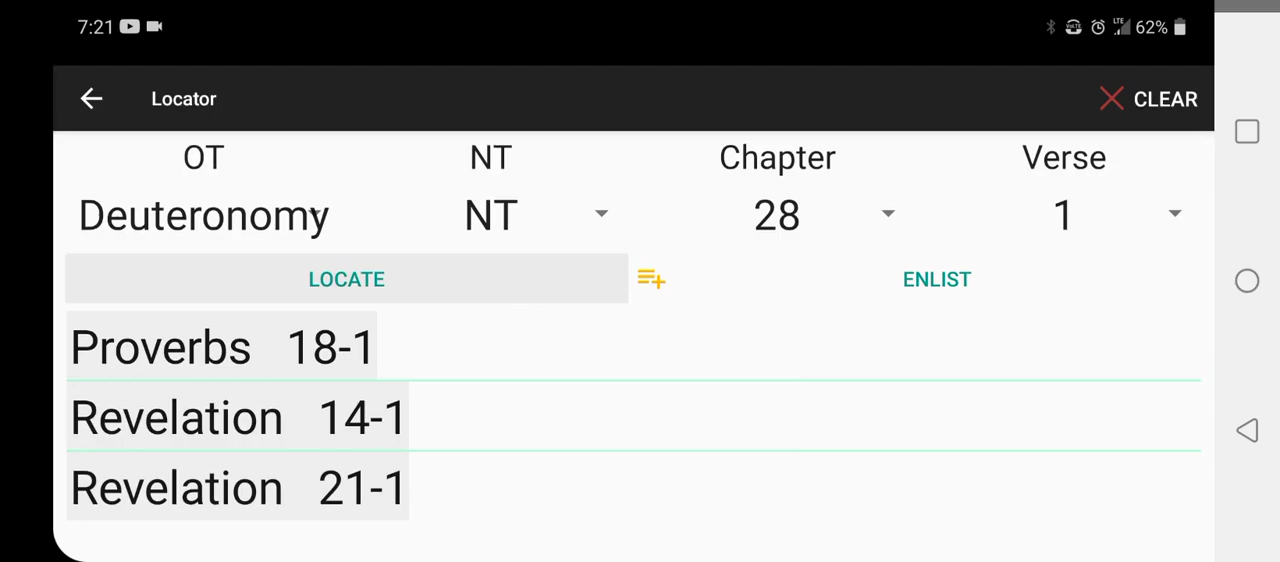 7:21 LTE 62%
Locator CLEAR
OT NT Chapter Verse
Deuteronomy NT 28 1
LOCATE ENLIST
Proverbs 18-1
Revelation 14-1
Revelation 21-1